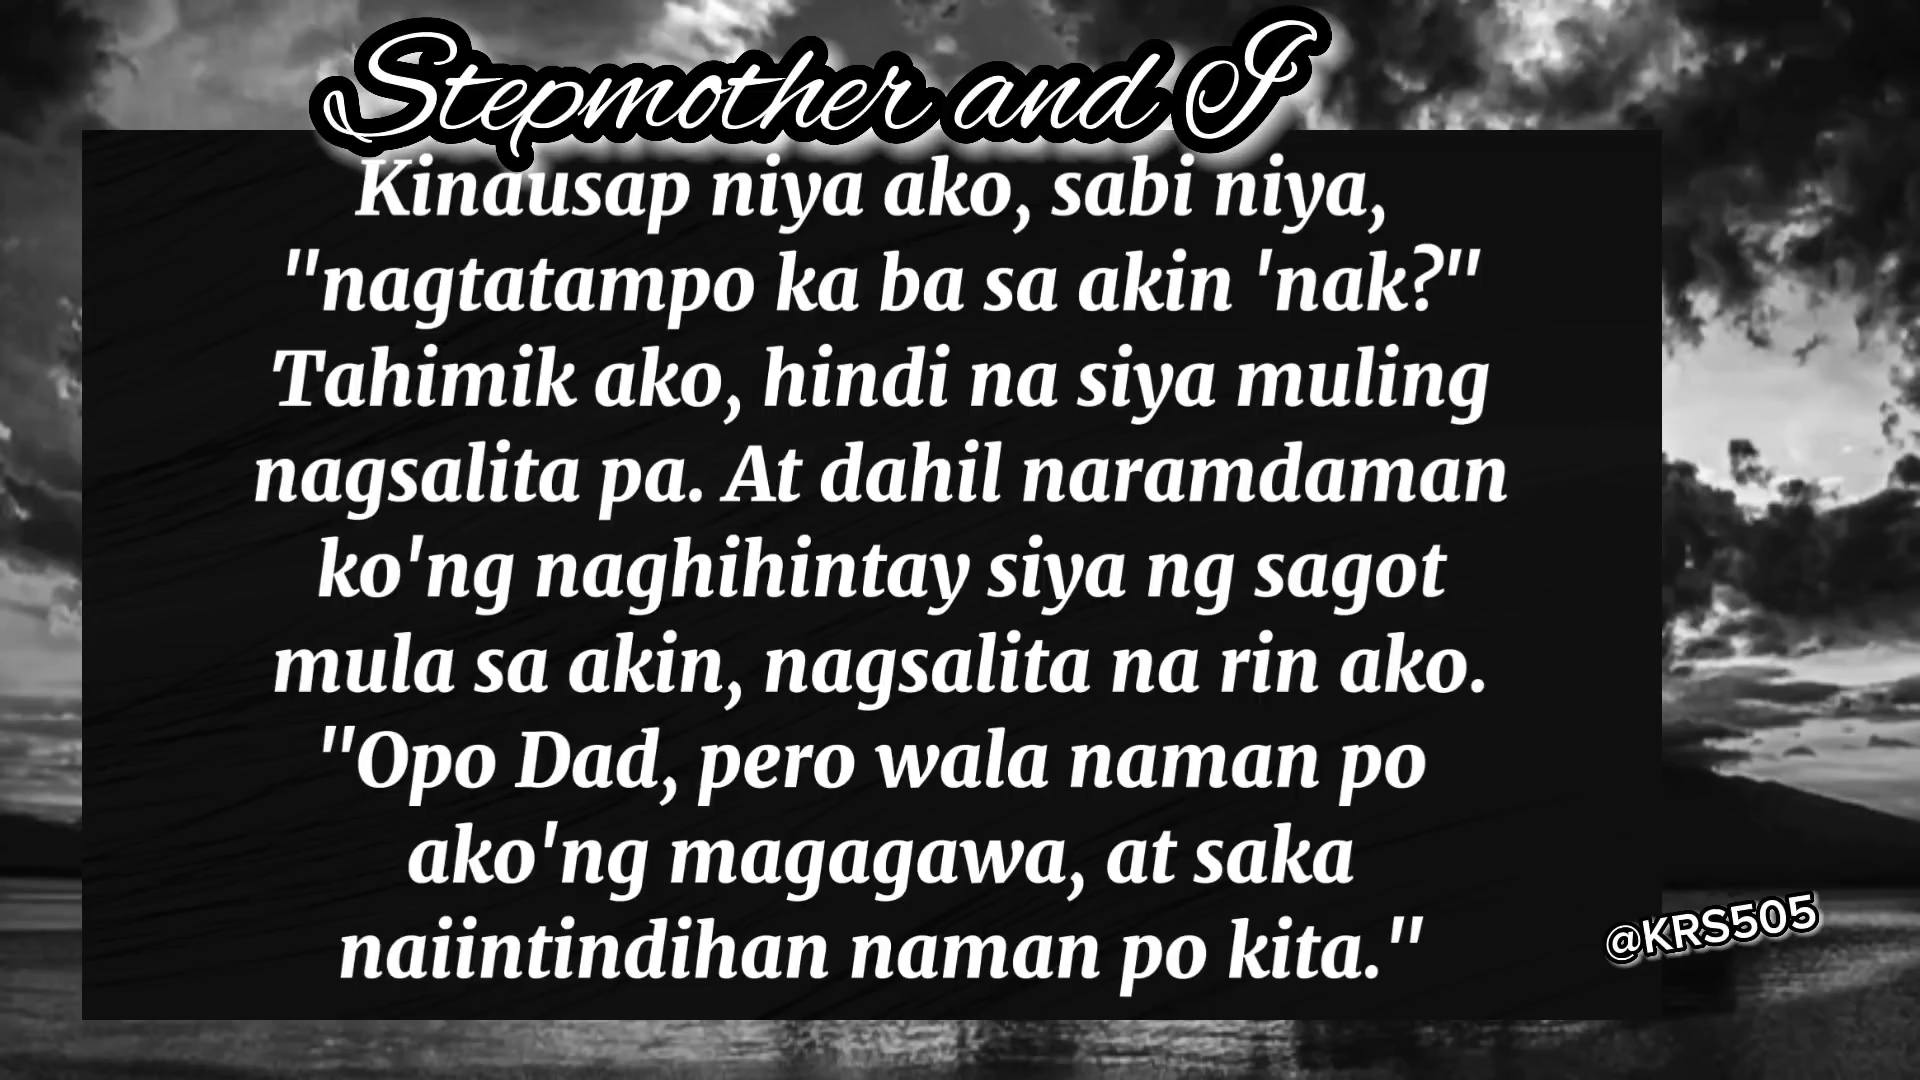 Stepmother and I
Kinausap niya ako, sabi niya,
"nagtatampo ka ba sa akin 'nak?"
Tahimik ako, hindi na siya muling
nagsalita pa. At dahil naramdaman
ko'ng naghihintay siya ng sagot
mula sa akin, nagsalita na rin ako.
"Opo Dad, pero wala naman po
ako'ng magagawa, at saka
naiintindihan naman po kita."
@KRS505